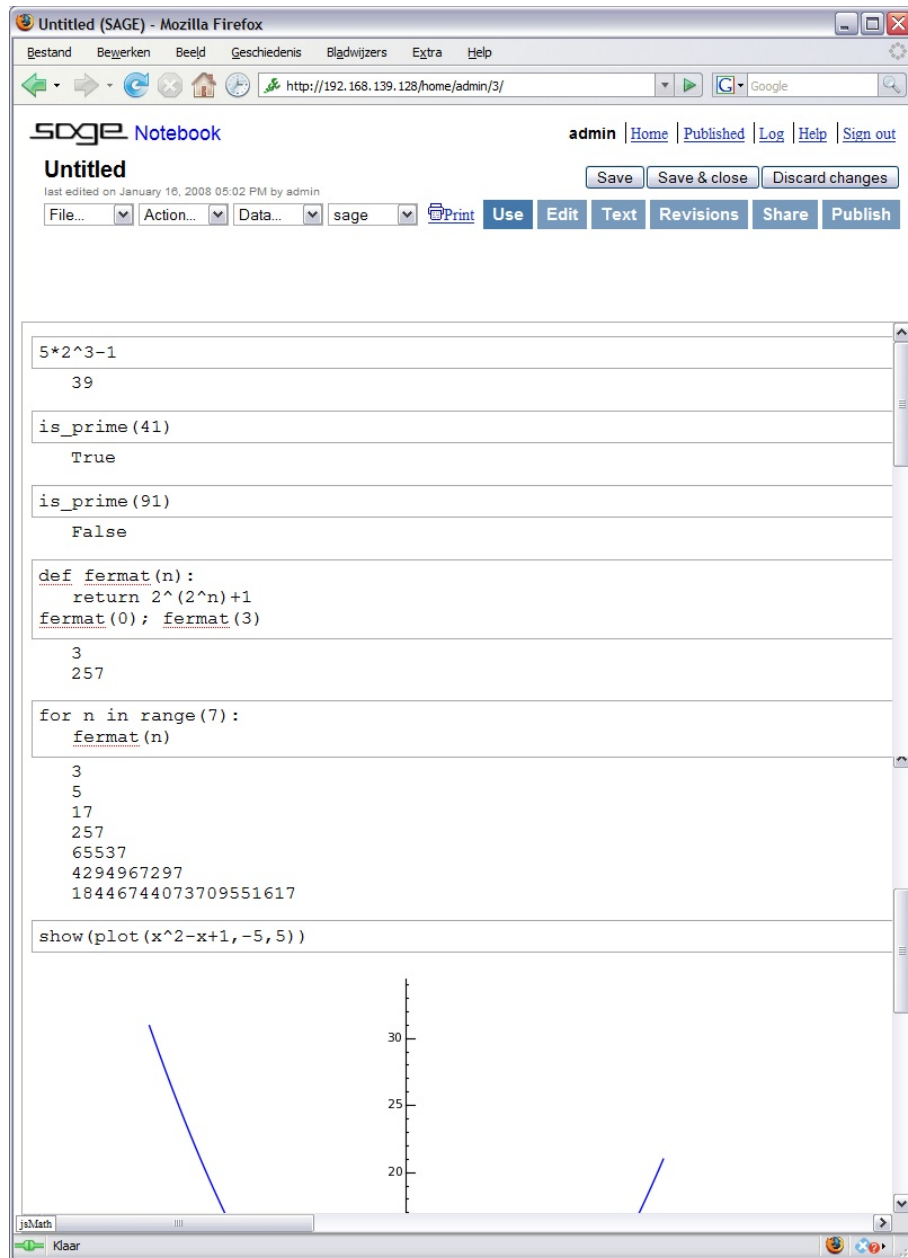 Untitled (SAGE) - Mozilla Firefox
Bestand Bewerken Beeld Geschiedenis Bladwijzers Extra Help
http://192.168.139.128/home/admin/3/ G Google
sage Notebook admin Home Published Log Help Sign out
Untitled
last edited on January 16, 2008 05:02 PM by admin
Save Save & close Discard changes
File... Action... Data... sage Print Use Edit Text Revisions Share Publish
5*2^3-1
39
is_prime(41)
True
is_prime(91)
False
def fermat(n):
return 2^(2^n)+1
fermat(0); fermat(3)
3
257
for n in range(7):
fermat(n)
3
5
17
257
65537
4294967297
18446744073709551617
show(plot(x^2-x+1,-5,5))
30
25
20
jsMath
Klaar